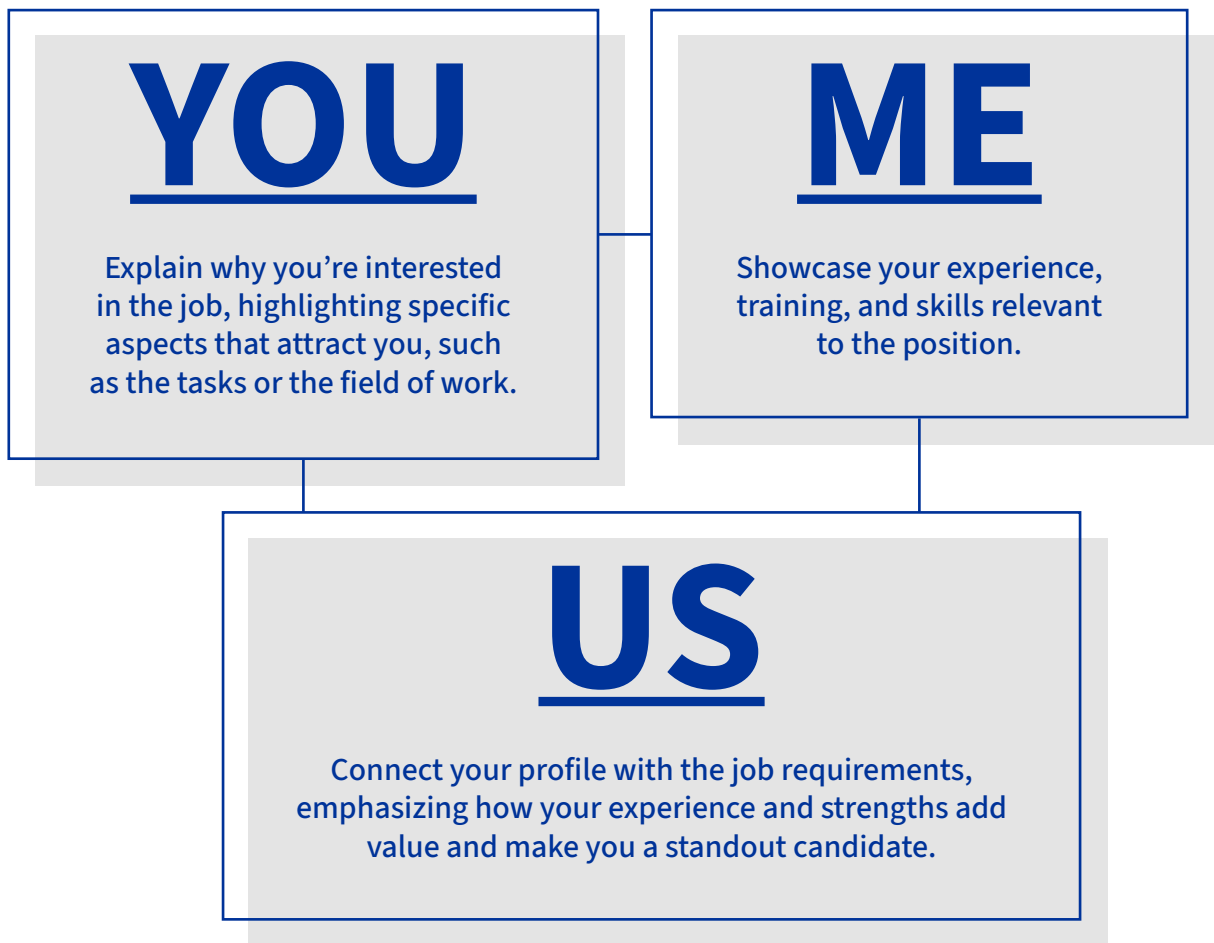 YOU
Explain why you’re interested
in the job, highlighting specific
aspects that attract you, such
as the tasks or the field of work.
ME
Showcase your experience,
training, and skills relevant
to the position.
US
Connect your profile with the job requirements,
emphasizing how your experience and strengths add
value and make you a standout candidate.